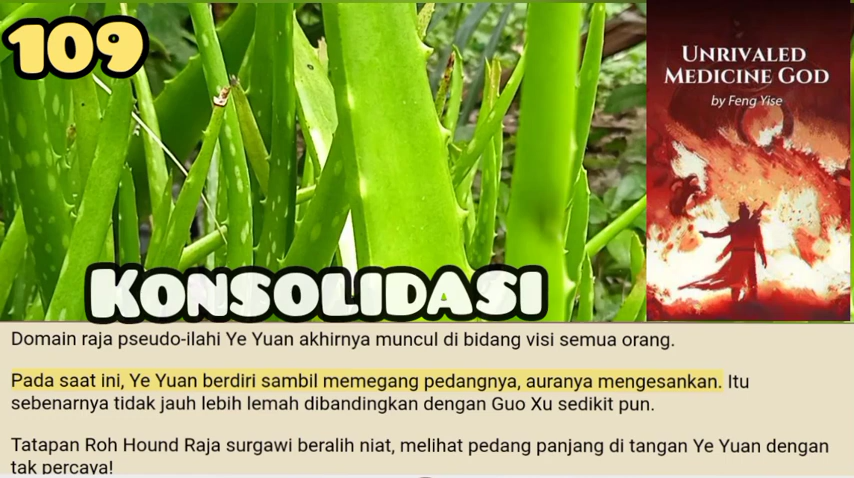 109
UNRIVALED
MEDICINE GOD
by Feng Yise
KONSOLIDASI
Domain raja pseudo-ilahi Ye Yuan akhirnya muncul di bidang visi semua orang.
Pada saat ini, Ye Yuan berdiri sambil memegang pedangnya, auranya mengesankan. Itu
sebenarnya tidak jauh lebih lemah dibandingkan dengan Guo Xu sedikit pun.
Tatapan Roh Hound Raja surgawi beralih niat, melihat pedang panjang di tangan Ye Yuan dengan
tak percaya!